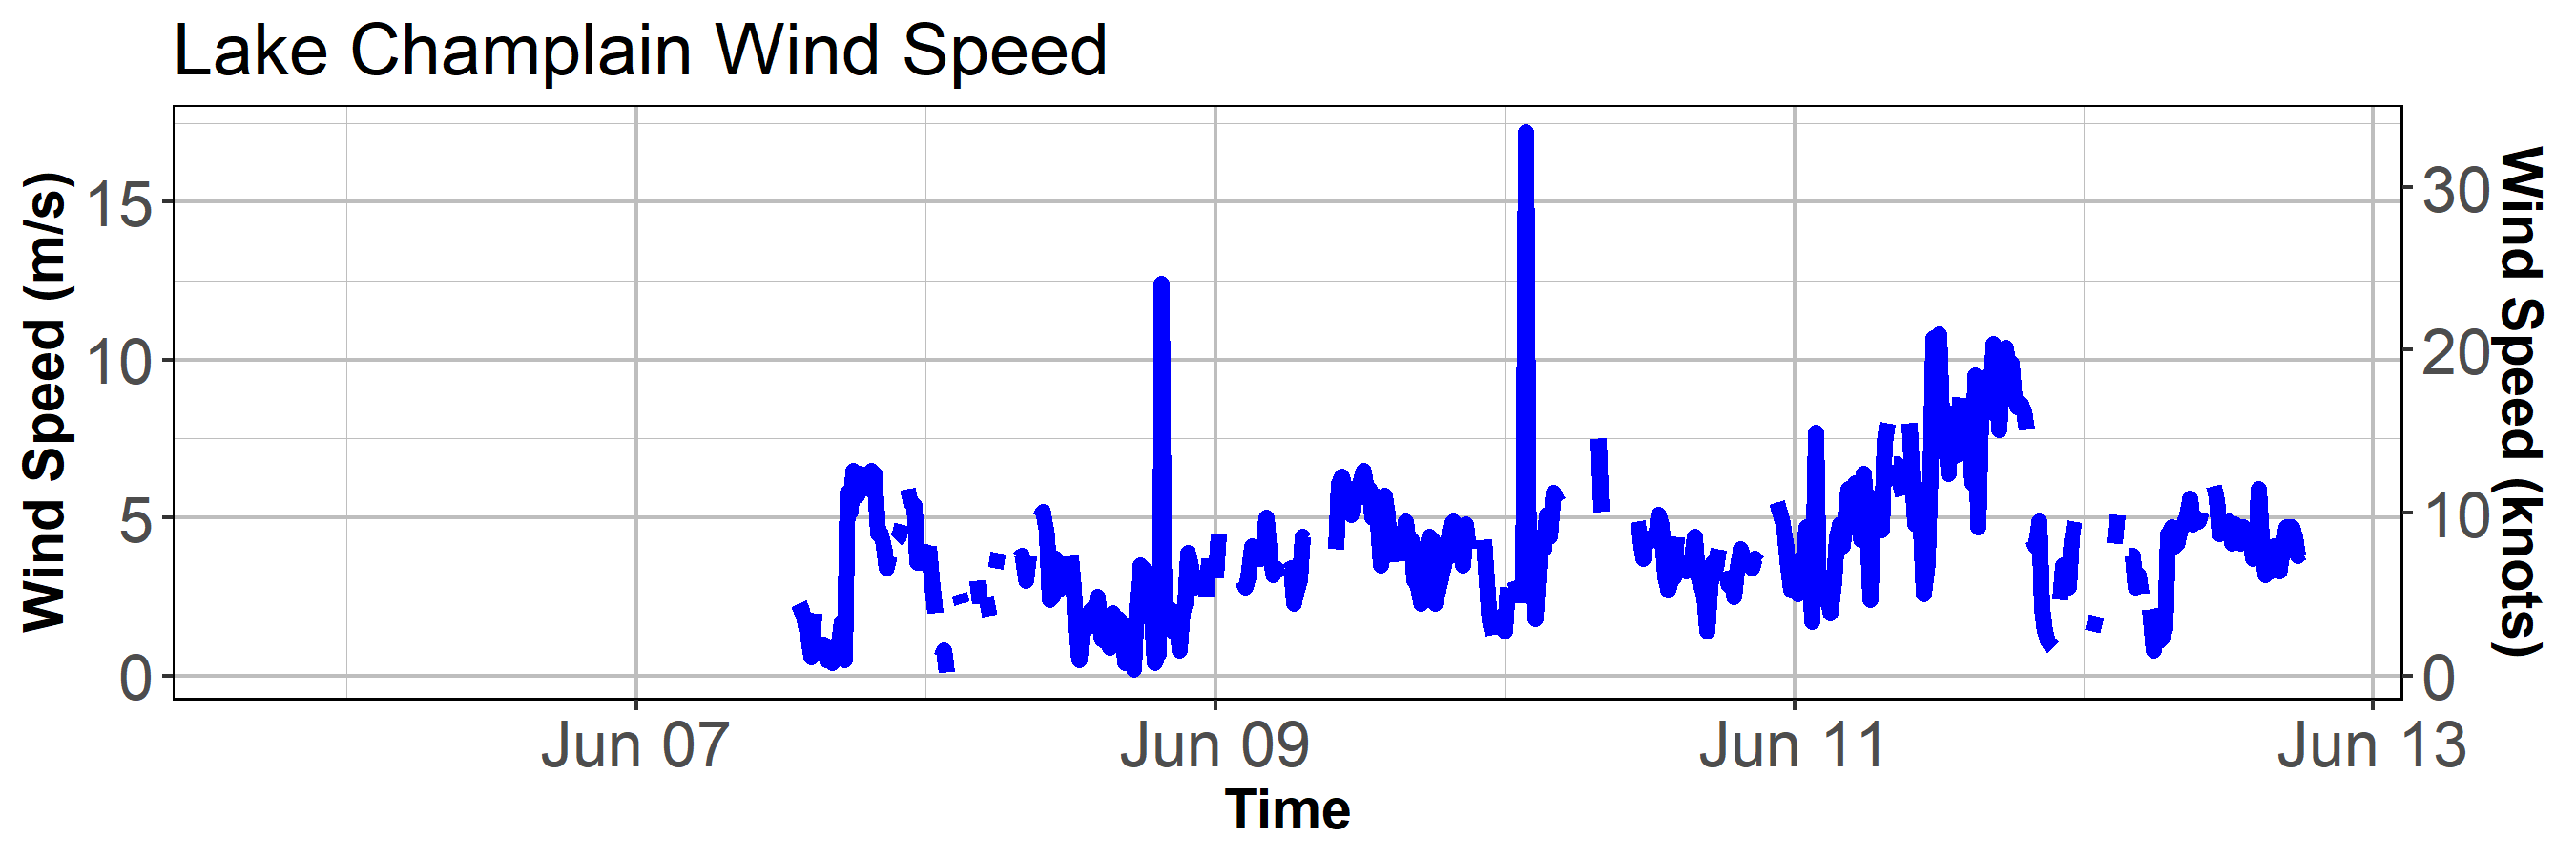 Lake Champlain Wind Speed
Wind Speed (m/s)
15
10
5
0
30
20
10
0
Wind Speed (knots)
Jun 07
Jun 09
Jun 11
Jun 13
Time